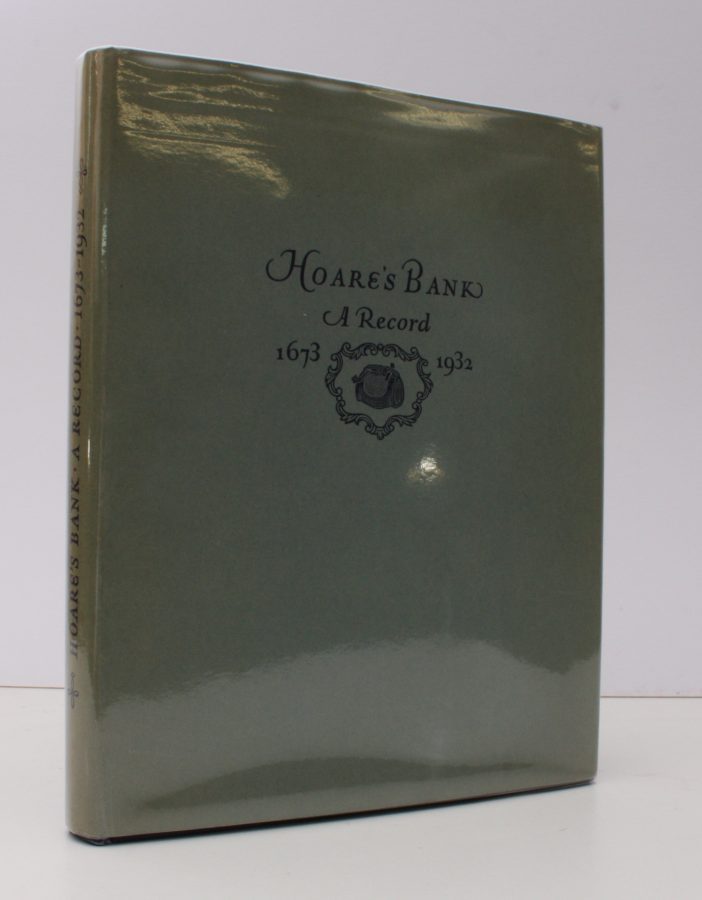 HOARE'S BANK
A Record
1673 1932
HOARE'S BANK · A RECORD · 1673-1932